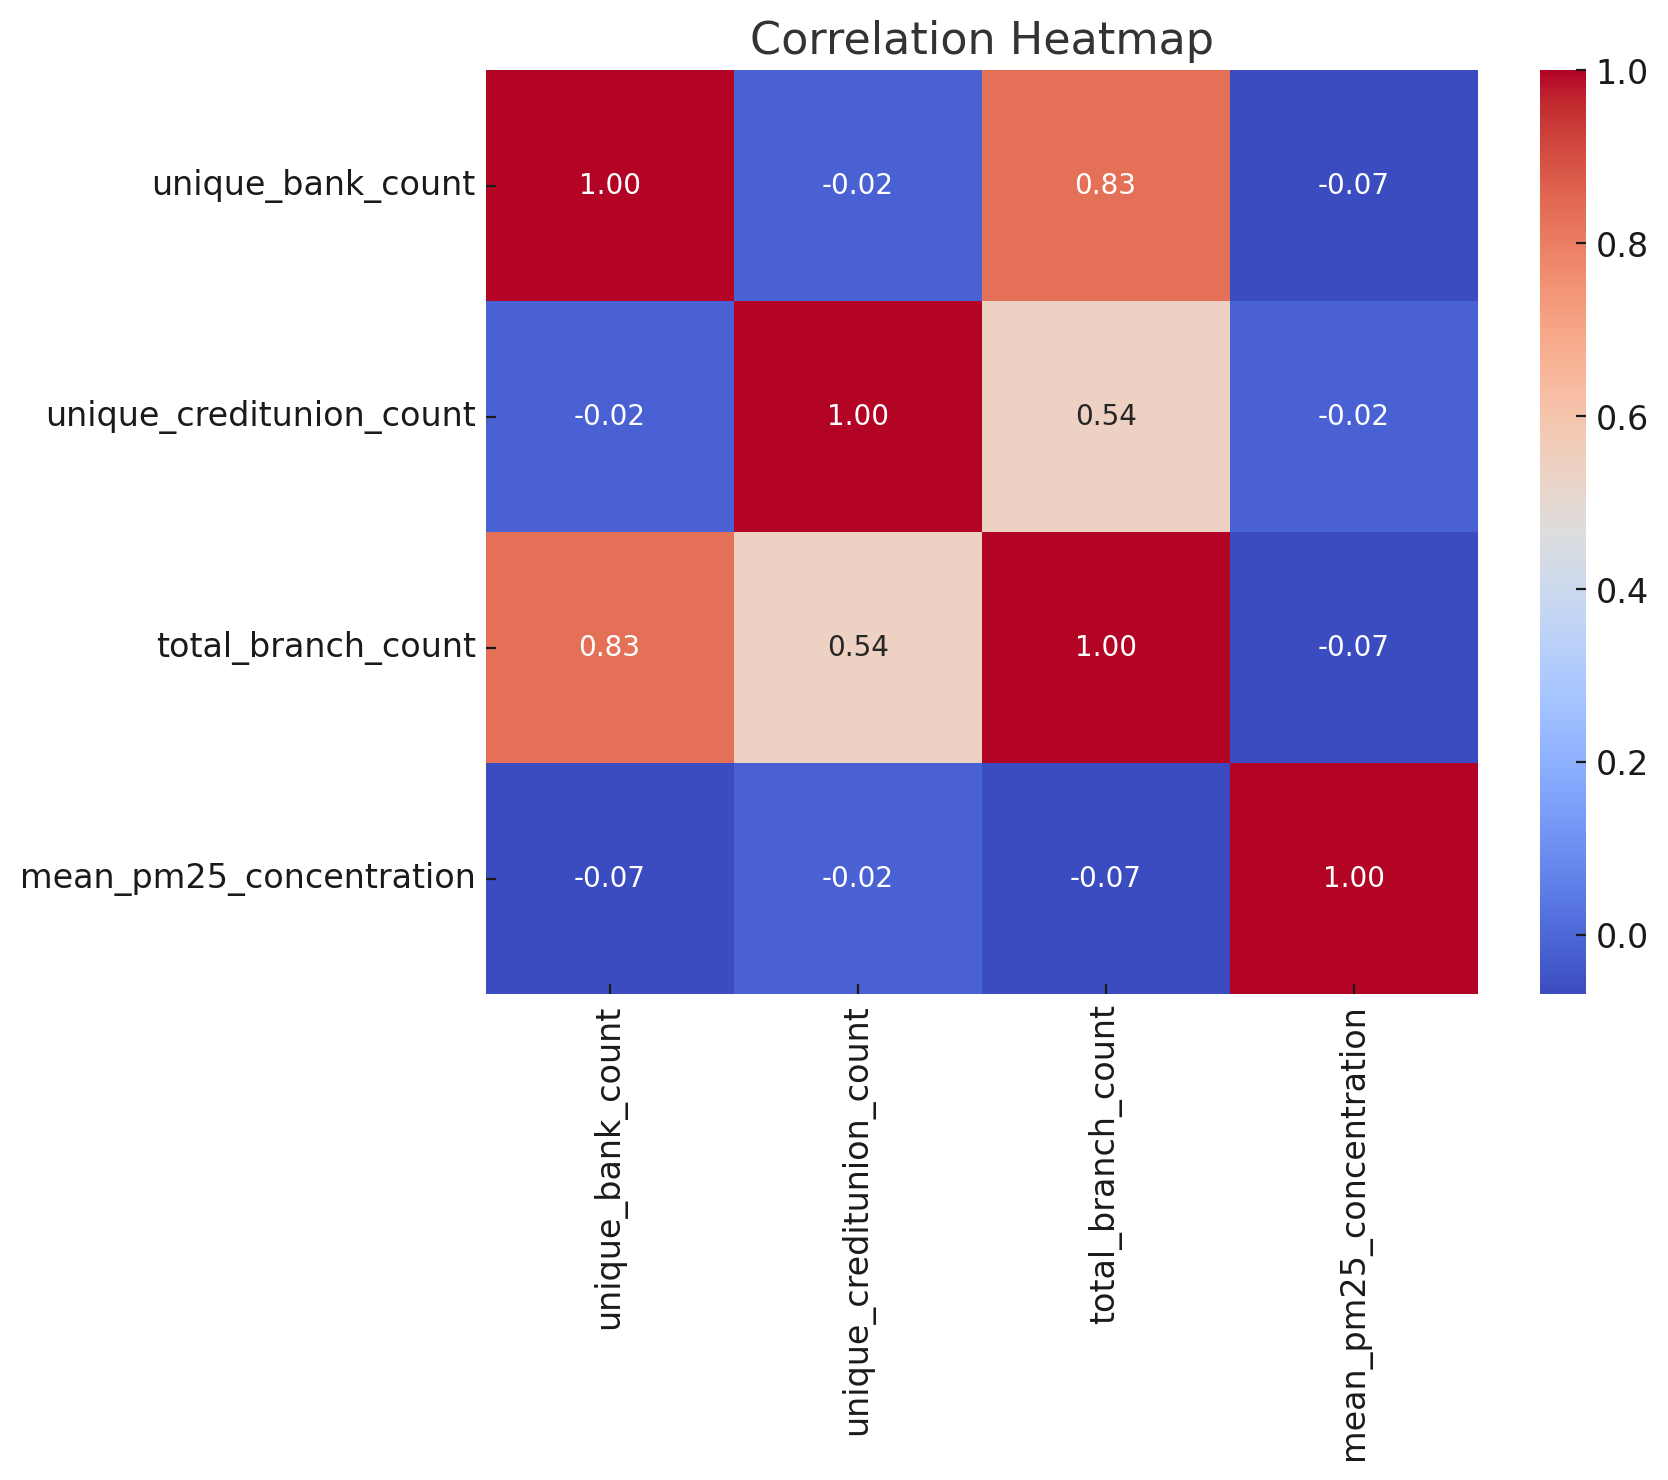 Correlation Heatmap
unique_bank_count 1.00 -0.02 0.83 -0.07
unique_creditunion_count -0.02 1.00 0.54 -0.02
total_branch_count 0.83 0.54 1.00 -0.07
mean_pm25_concentration -0.07 -0.02 -0.07 1.00
unique_bank_count
unique_creditunion_count
total_branch_count
mean_pm25_concentration
1.0
0.8
0.6
0.4
0.2
0.0